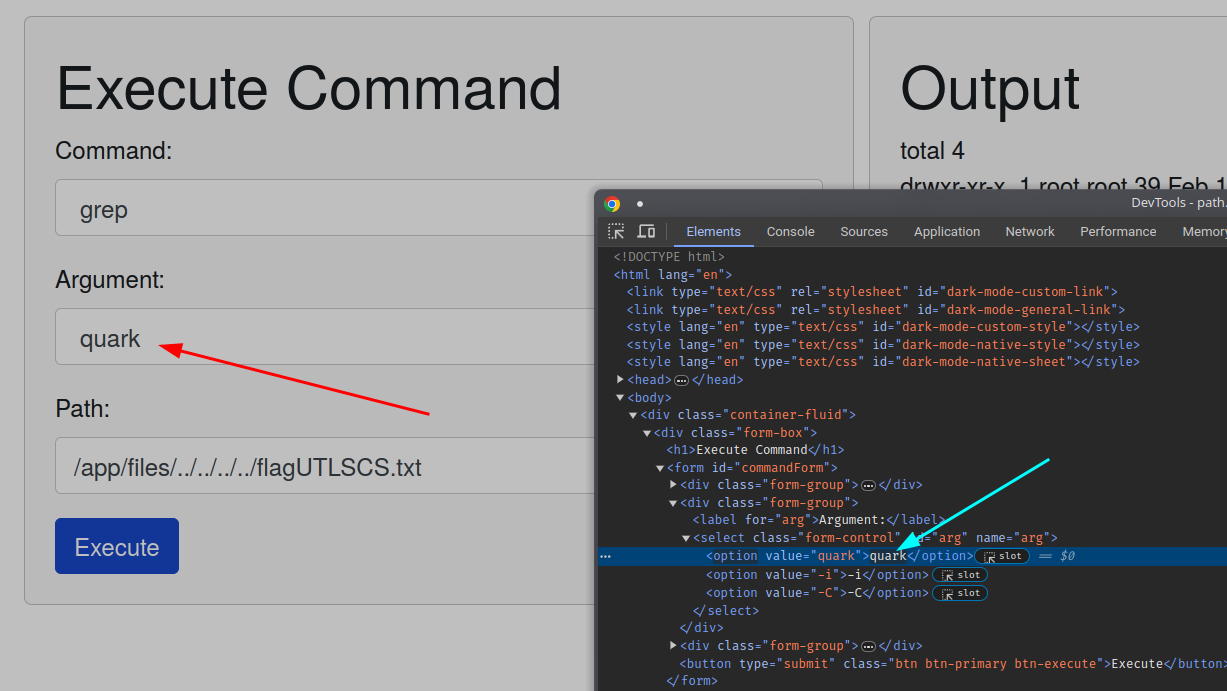 Execute Command
Command:
grep
Argument:
quark
Path:
/app/files/../../../../flagUTLSCS.txt
Execute
Output
total 4
drwxr-xr-x. 1 root root 39 Feb 1
DevTools - path.
Elements Console Sources Application Network Performance Memory
<!DOCTYPE html>
<html lang="en">
<link type="text/css" rel="stylesheet" id="dark-mode-custom-link">
<link type="text/css" rel="stylesheet" id="dark-mode-general-link">
<style lang="en" type="text/css" id="dark-mode-custom-style"></style>
<style lang="en" type="text/css" id="dark-mode-native-style"></style>
<style lang="en" type="text/css" id="dark-mode-native-sheet"></style>
<head>…</head>
<body>
<div class="container-fluid">
<div class="form-box">
<h1>Execute Command</h1>
<form id="commandForm">
<div class="form-group">…</div>
<div class="form-group">
<label for="arg">Argument:</label>
<select class="form-control" id="arg" name="arg">
<option value="quark">quark</option> slot == $0
<option value="-i">-i</option> slot
<option value="-C">-C</option> slot
</select>
</div>
<div class="form-group">…</div>
<button type="submit" class="btn btn-primary btn-execute">Execute</button>
</form>